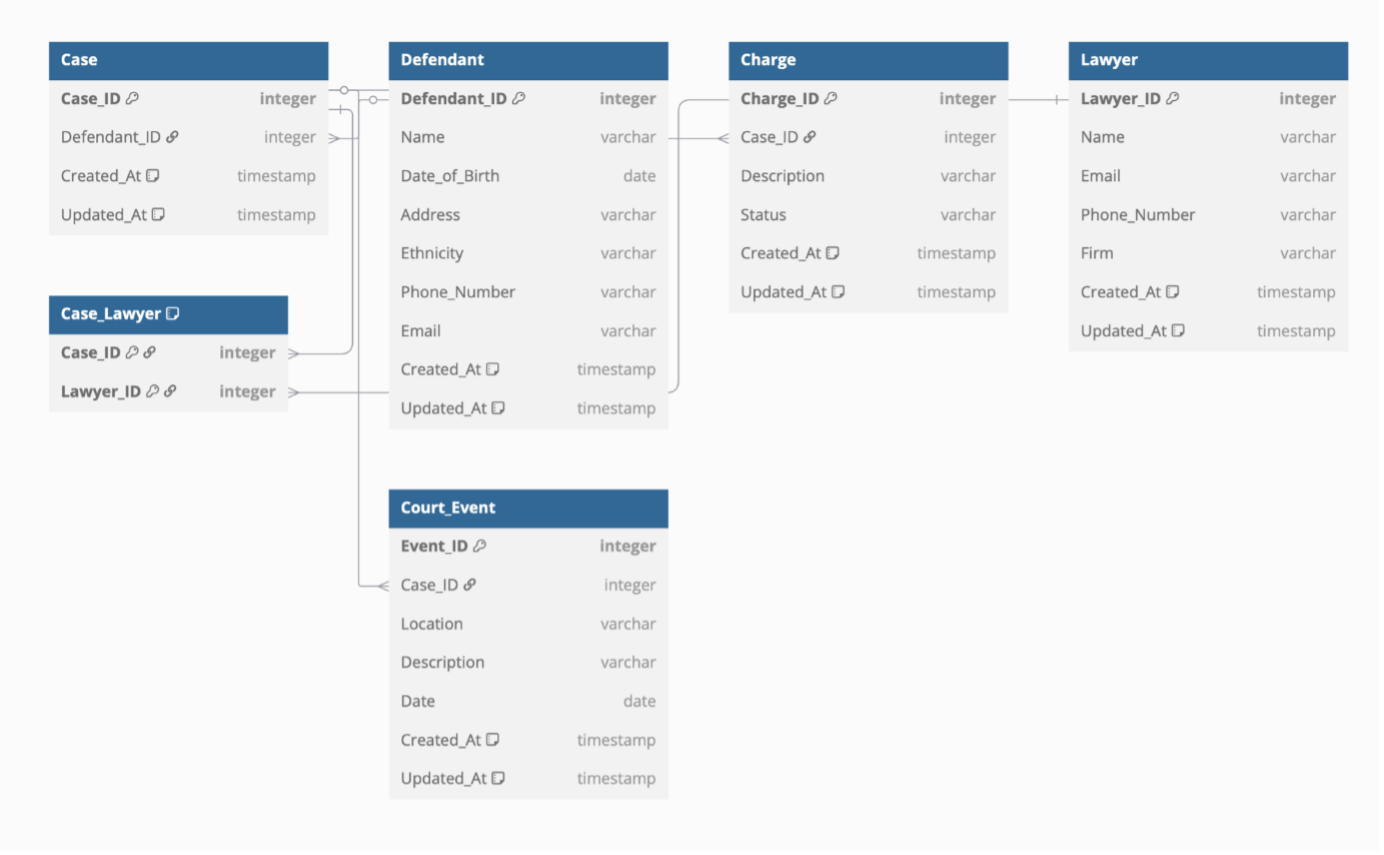 Case
Case_ID integer
Defendant_ID integer
Created_At timestamp
Updated_At timestamp
Defendant
Defendant_ID integer
Name varchar
Date_of_Birth date
Address varchar
Ethnicity varchar
Phone_Number varchar
Email varchar
Created_At timestamp
Updated_At timestamp
Charge
Charge_ID integer
Case_ID integer
Description varchar
Status varchar
Created_At timestamp
Updated_At timestamp
Lawyer
Lawyer_ID integer
Name varchar
Email varchar
Phone_Number varchar
Firm varchar
Created_At timestamp
Updated_At timestamp
Case_Lawyer
Case_ID integer
Lawyer_ID integer
Court_Event
Event_ID integer
Case_ID integer
Location varchar
Description varchar
Date date
Created_At timestamp
Updated_At timestamp